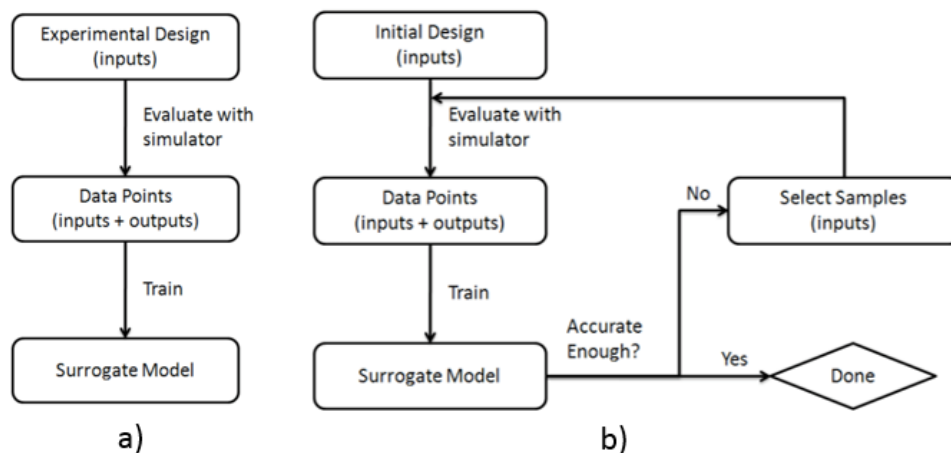 Experimental Design
(inputs)
Evaluate with
simulator
Data Points
(inputs + outputs)
Train
Surrogate Model
a)
Initial Design
(inputs)
Evaluate with
simulator
Data Points
(inputs + outputs)
Train
Surrogate Model
Accurate
Enough?
No
Select Samples
(inputs)
Yes
Done
b)